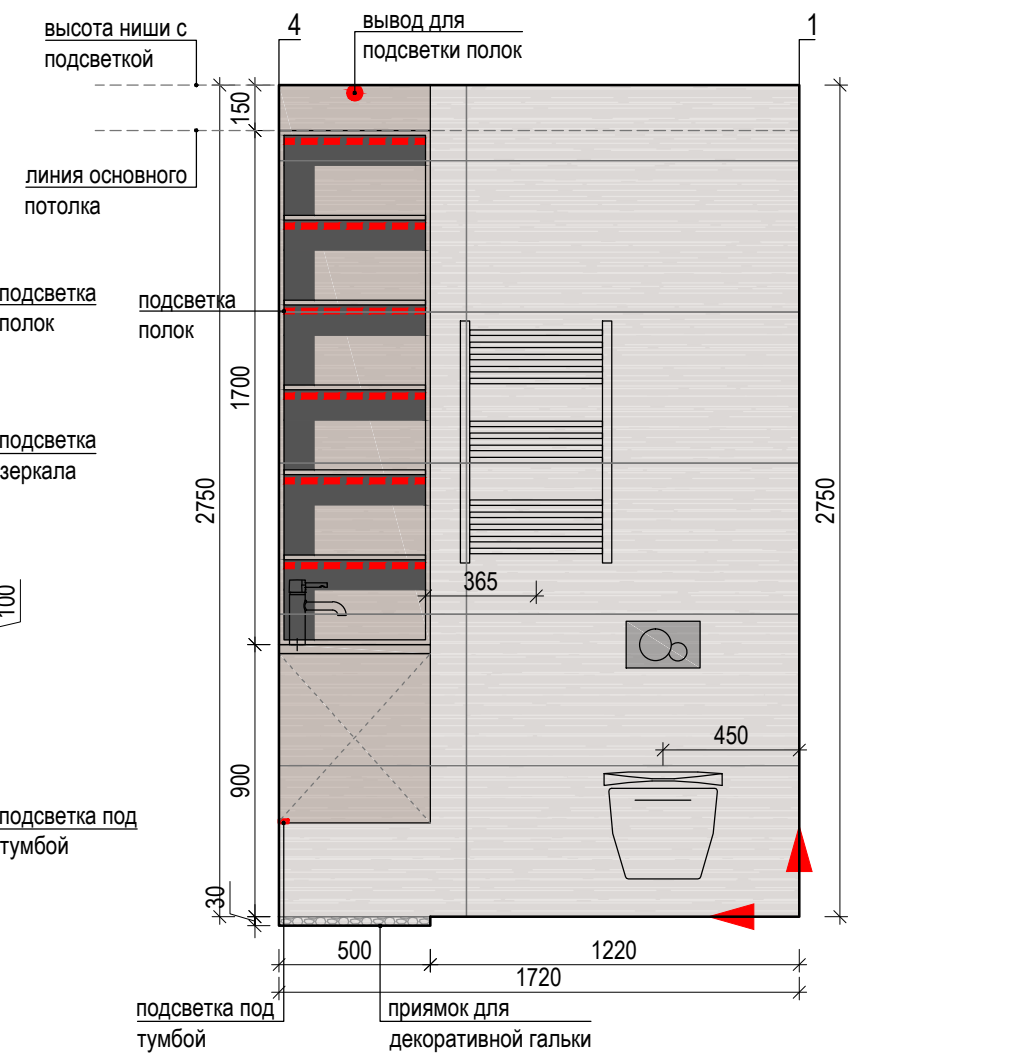 высота ниши с
подсветкой
4
вывод для
подсветки полок
1
150
линия основного
потолка
подсветка
полок
подсветка
полок
1700
подсветка
зеркала
2750
2750
365
100
450
900
подсветка под
тумбой
30
500
1220
1720
подсветка под
тумбой
приямок для
декоративной гальки